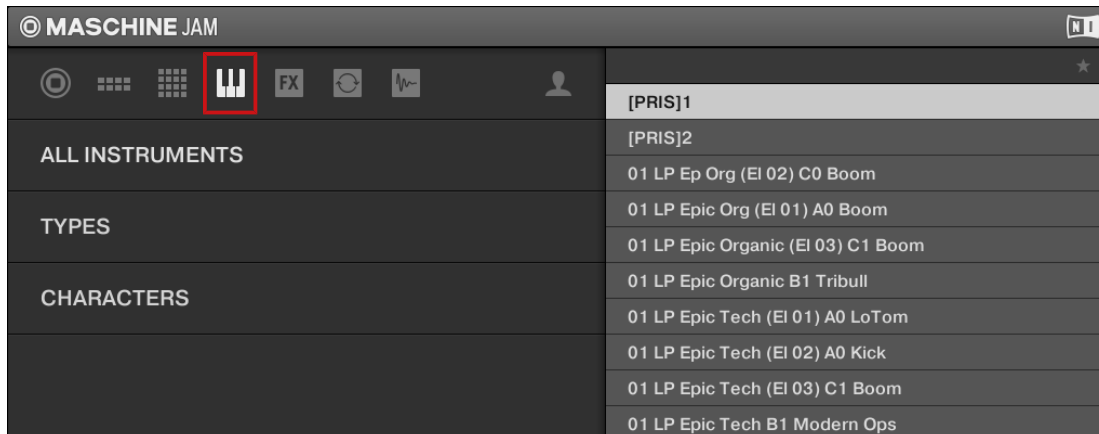 MASCHINE JAM
NI
FX
ALL INSTRUMENTS
TYPES
CHARACTERS
[PRIS]1
[PRIS]2
01 LP Ep Org (El 02) C0 Boom
01 LP Epic Org (El 01) A0 Boom
01 LP Epic Organic (El 03) C1 Boom
01 LP Epic Organic B1 Tribull
01 LP Epic Tech (El 01) A0 LoTom
01 LP Epic Tech (El 02) A0 Kick
01 LP Epic Tech (El 03) C1 Boom
01 LP Epic Tech B1 Modern Ops